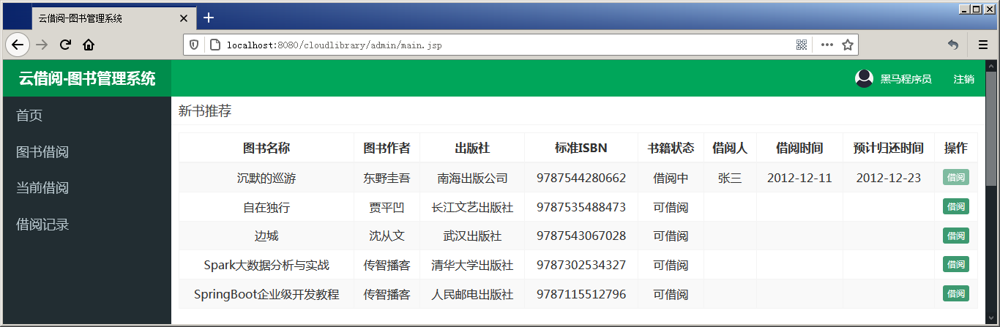 云借阅-图书管理系统
localhost:8080/cloudlibrary/admin/main.jsp
云借阅-图书管理系统 黑马程序员 注销
首页
图书借阅
当前借阅
借阅记录
新书推荐
图书名称 图书作者 出版社 标准ISBN 书籍状态 借阅人 借阅时间 预计归还时间 操作
沉默的巡游 东野圭吾 南海出版公司 9787544280662 借阅中 张三 2012-12-11 2012-12-23 借阅
自在独行 贾平凹 长江文艺出版社 9787535488473 可借阅 借阅
边城 沈从文 武汉出版社 9787543067028 可借阅 借阅
Spark大数据分析与实战 传智播客 清华大学出版社 9787302534327 可借阅 借阅
SpringBoot企业级开发教程 传智播客 人民邮电出版社 9787115512796 可借阅 借阅